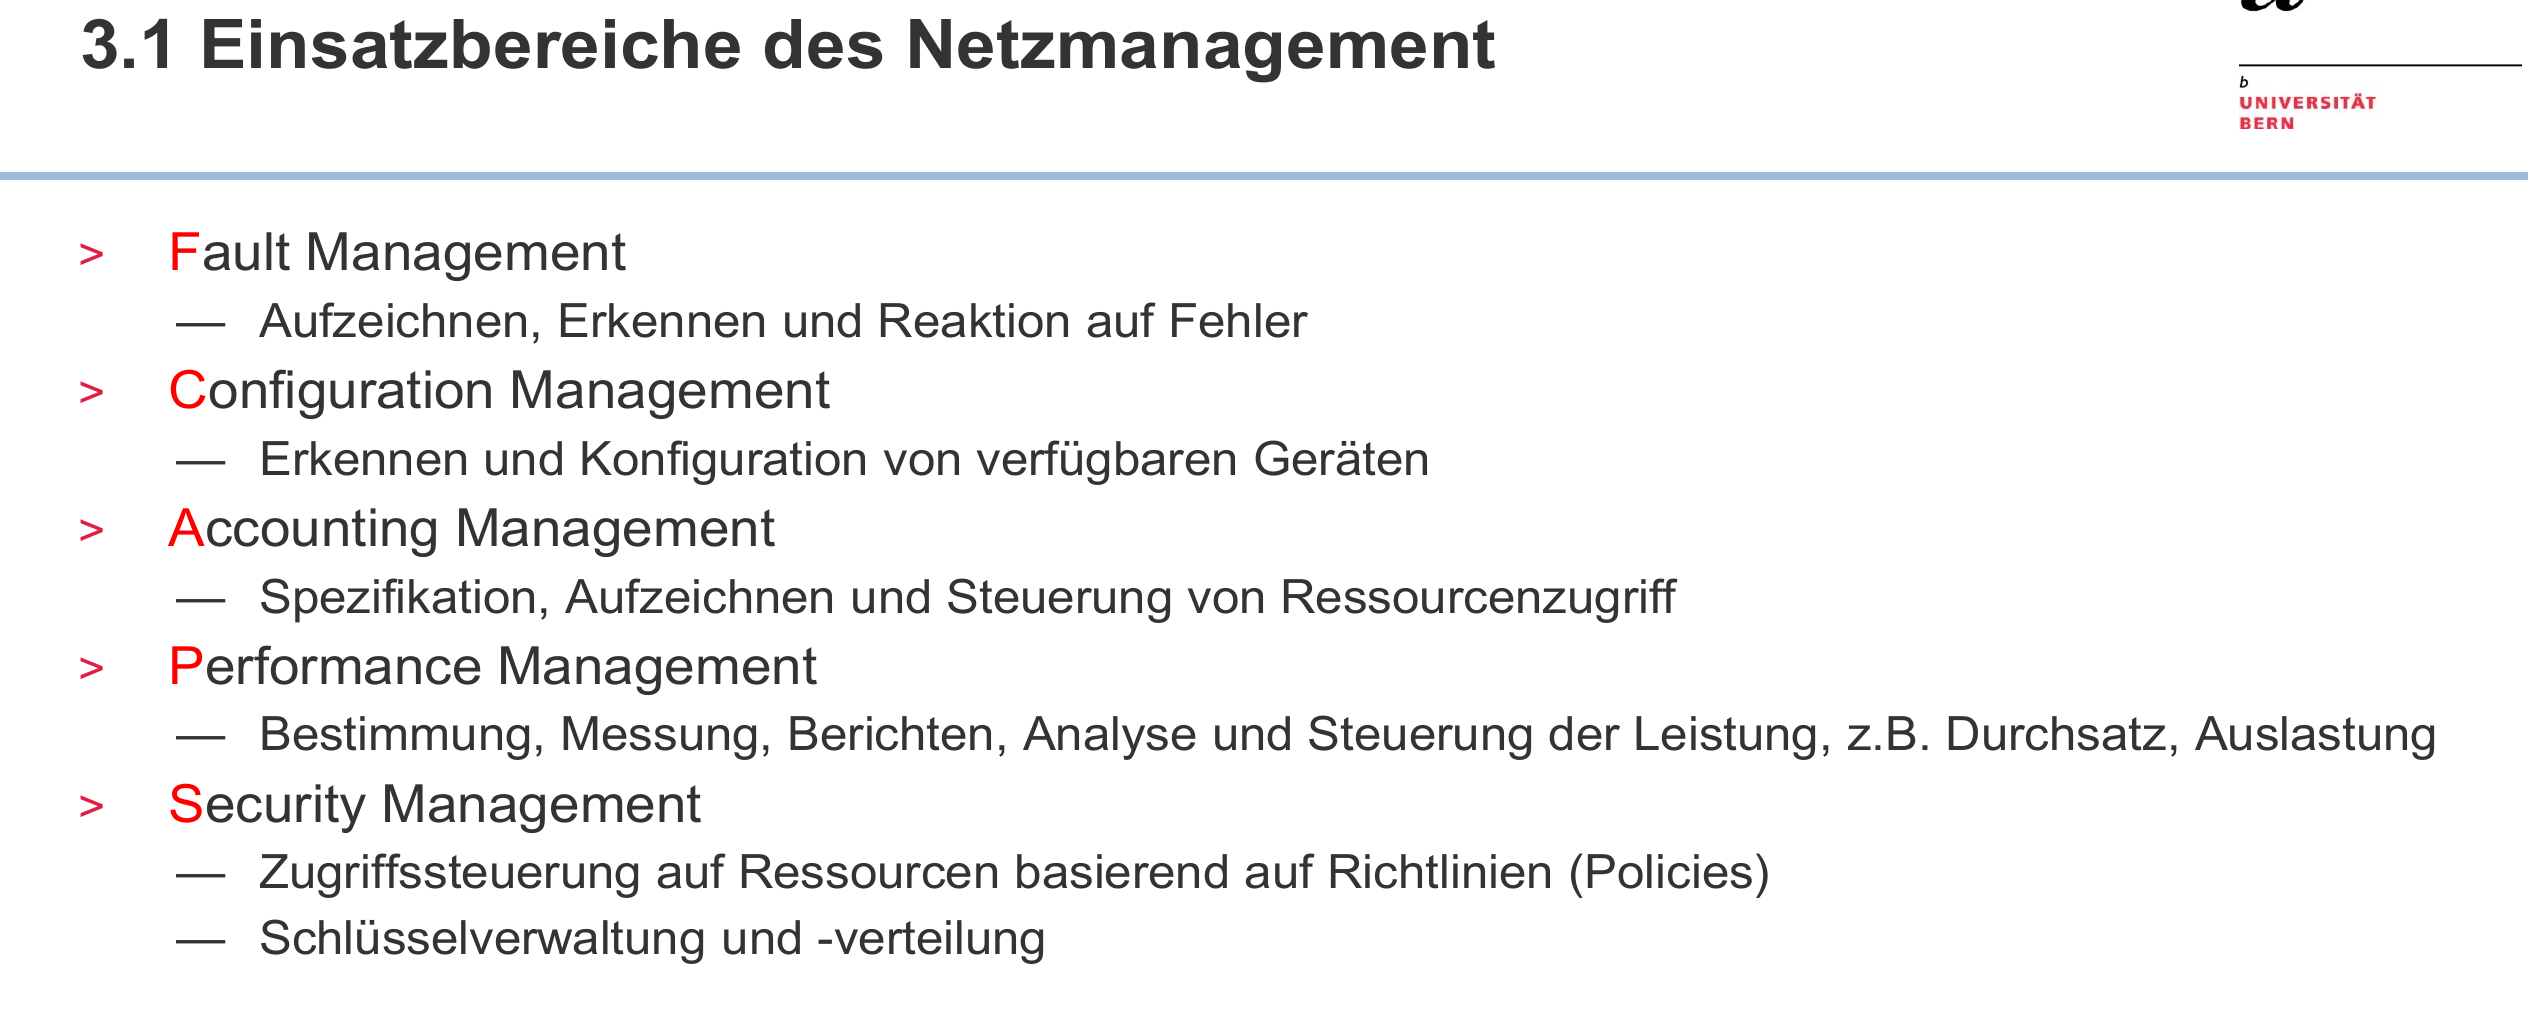 3.1 Einsatzbereiche des Netzmanagement
b
UNIVERSITÄT
BERN
> Fault Management
— Aufzeichnen, Erkennen und Reaktion auf Fehler
> Configuration Management
— Erkennen und Konfiguration von verfügbaren Geräten
> Accounting Management
— Spezifikation, Aufzeichnen und Steuerung von Ressourcenzugriff
> Performance Management
— Bestimmung, Messung, Berichten, Analyse und Steuerung der Leistung, z.B. Durchsatz, Auslastung
> Security Management
— Zugriffssteuerung auf Ressourcen basierend auf Richtlinien (Policies)
— Schlüsselverwaltung und -verteilung